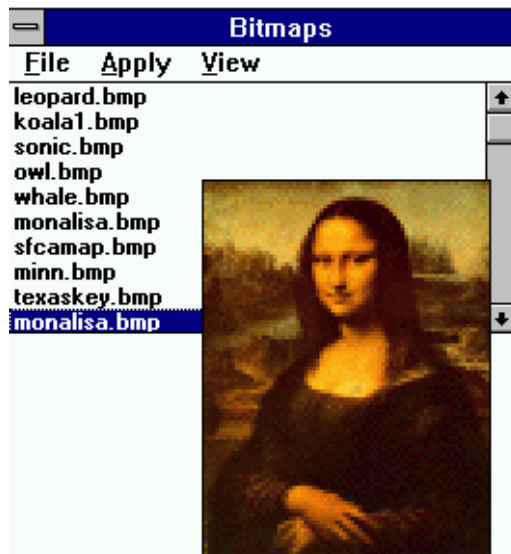 Bitmaps
File Apply View
leopard.bmp
koala1.bmp
sonic.bmp
owl.bmp
whale.bmp
monalisa.bmp
sfcamap.bmp
minn.bmp
texaskey.bmp
monalisa.bmp